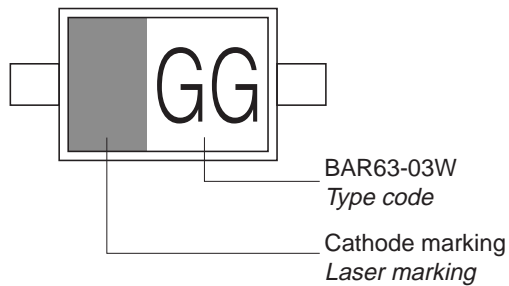 GG
BAR63-03W
Type code
Cathode marking
Laser marking